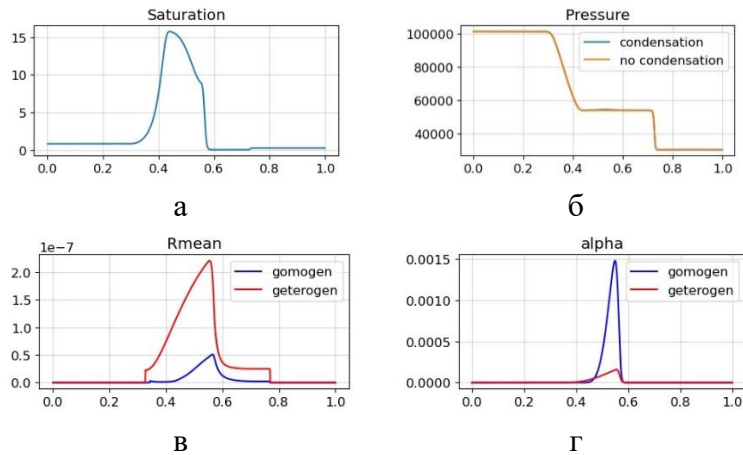 Saturation
15
10
5
0
0.0 0.2 0.4 0.6 0.8 1.0
а
Pressure
100000
80000
60000
40000
condensation
no condensation
0.0 0.2 0.4 0.6 0.8 1.0
б
1e-7
Rmean
2.0
1.5
1.0
0.5
0.0
gomogen
geterogen
0.0 0.2 0.4 0.6 0.8 1.0
в
alpha
0.0015
0.0010
0.0005
0.0000
gomogen
geterogen
0.0 0.2 0.4 0.6 0.8 1.0
г